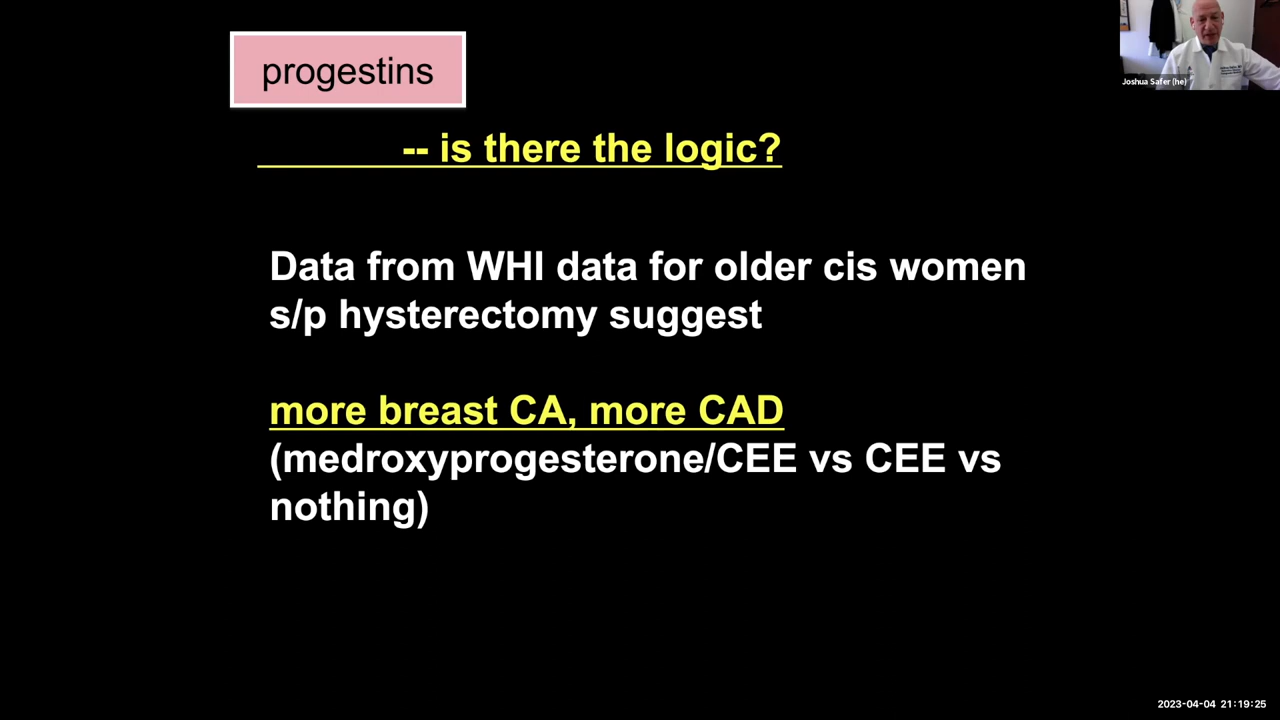 progestins
Joshua Safer (he)
-- is there the logic?
Data from WHI data for older cis women
s/p hysterectomy suggest
more breast CA, more CAD
(medroxyprogesterone/CEE vs CEE vs
nothing)
2023-04-04 21:19:25